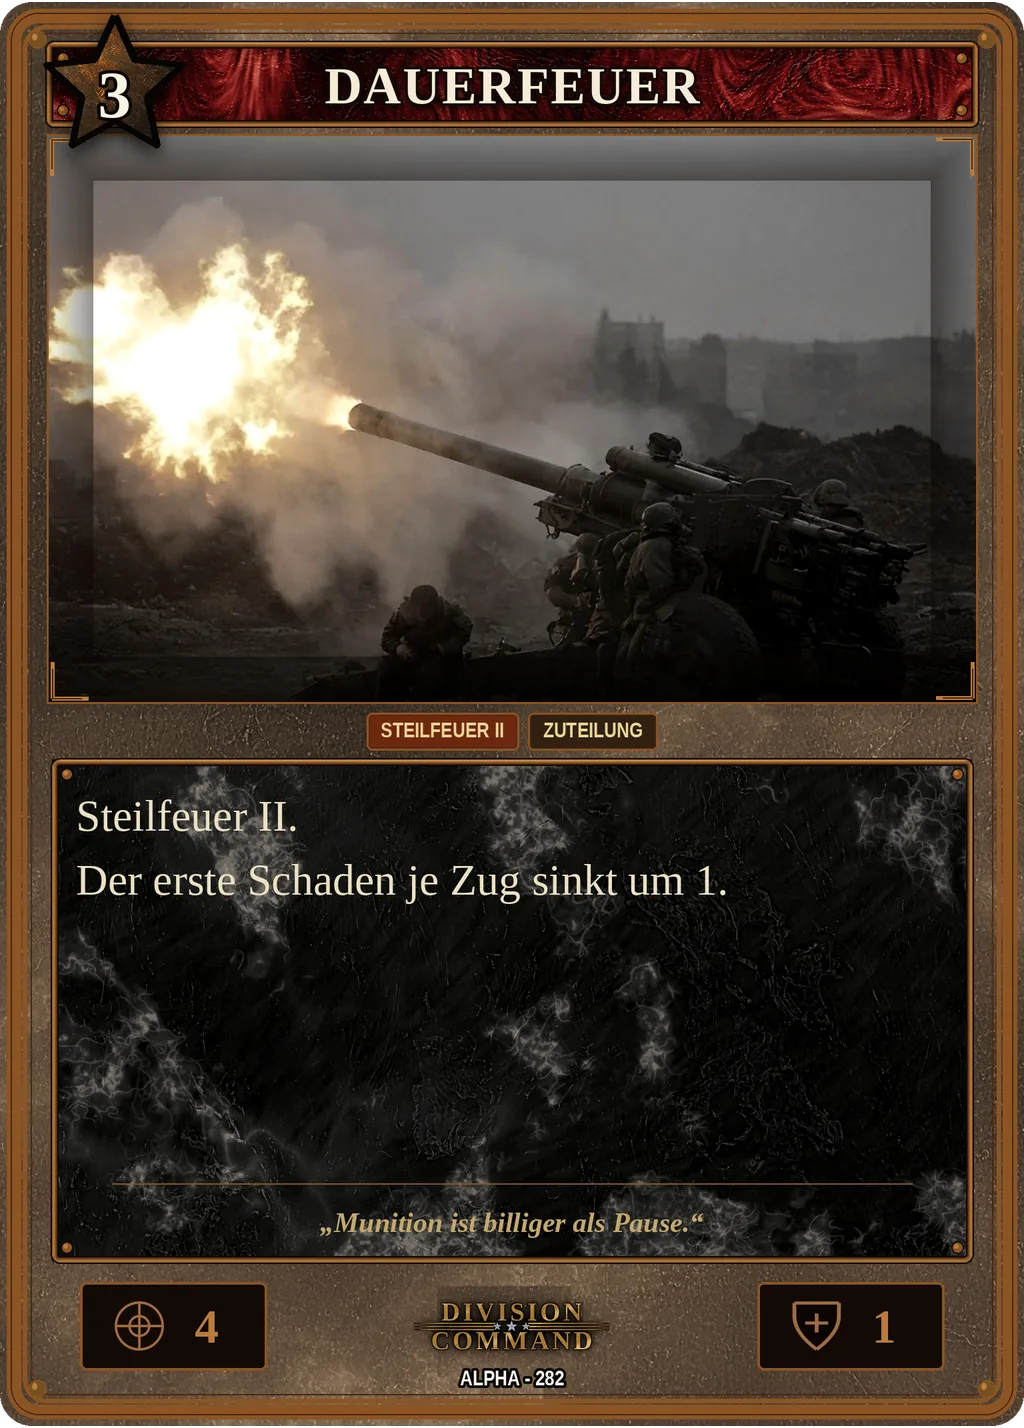 3
DAUERFEUER
STEILFEUER II
ZUTEILUNG
Steilfeuer II.
Der erste Schaden je Zug sinkt um 1.
„Munition ist billiger als Pause.“
4
DIVISION
COMMAND
1
ALPHA - 282